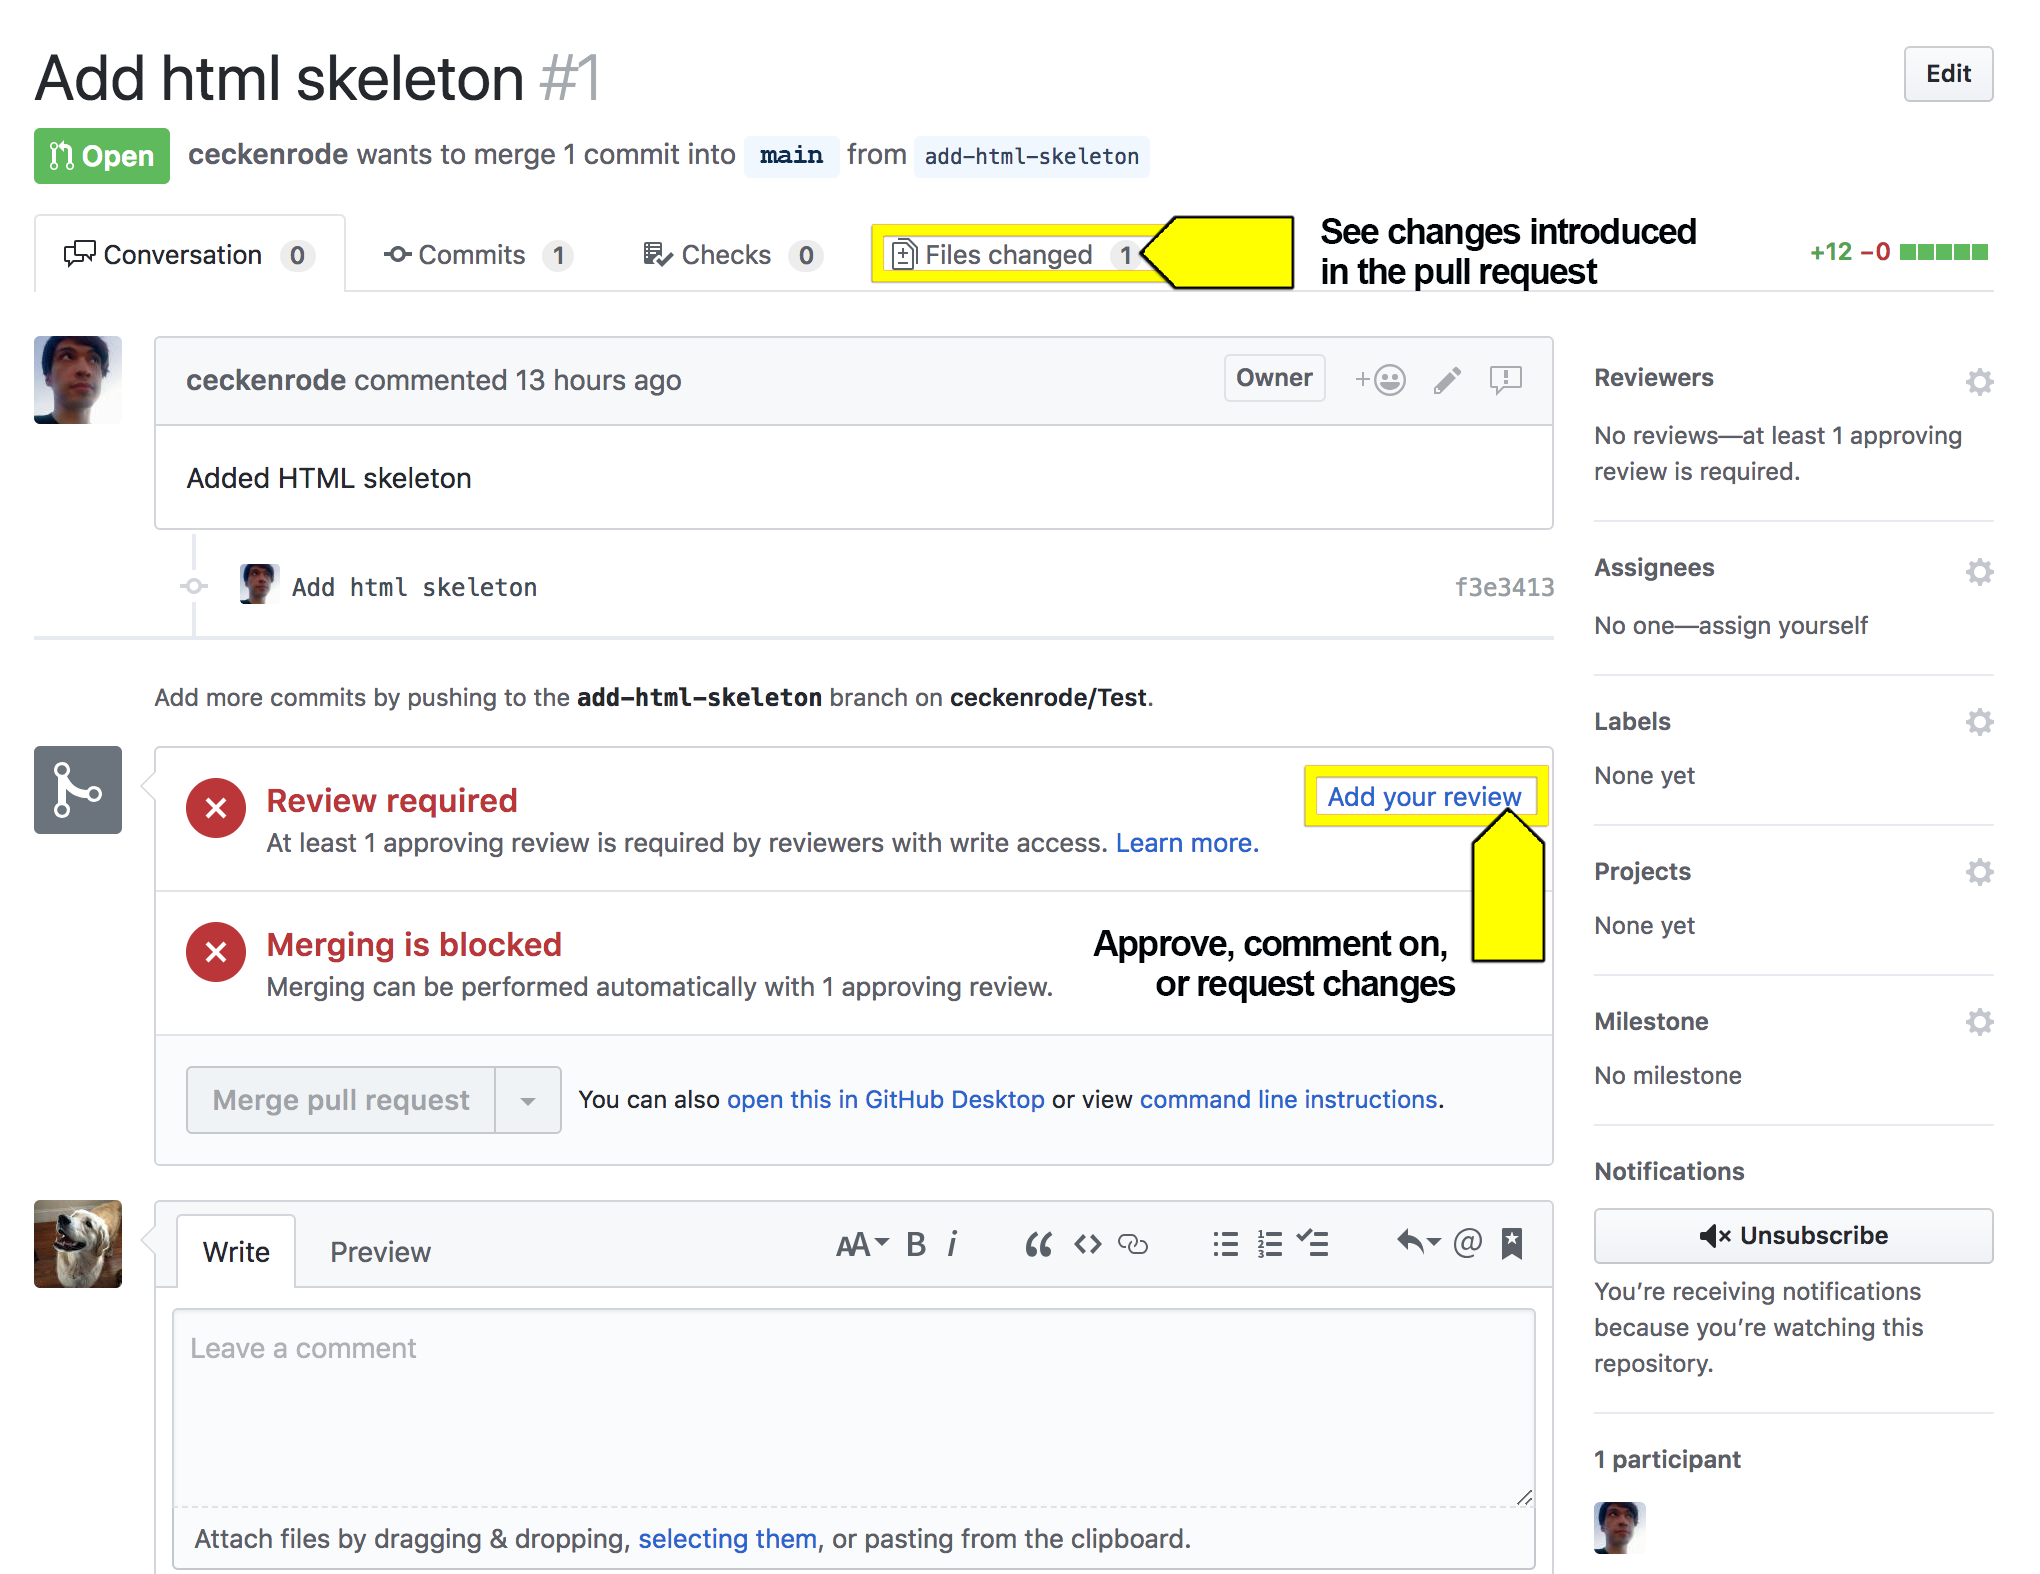 Add html skeleton #1
Edit
Open
ceckenrode wants to merge 1 commit into main from add-html-skeleton
Conversation 0
Commits 1
Checks 0
Files changed 1
See changes introduced
in the pull request
+12 −0
ceckenrode commented 13 hours ago
Owner
Added HTML skeleton
Add html skeleton
f3e3413
Add more commits by pushing to the add-html-skeleton branch on ceckenrode/Test.
Review required
Add your review
At least 1 approving review is required by reviewers with write access. Learn more.
Merging is blocked
Merging can be performed automatically with 1 approving review.
Approve, comment on,
or request changes
Merge pull request
You can also open this in GitHub Desktop or view command line instructions.
Write
Preview
AA B i
Leave a comment
Attach files by dragging & dropping, selecting them, or pasting from the clipboard.
Reviewers
No reviews—at least 1 approving
review is required.
Assignees
No one—assign yourself
Labels
None yet
Projects
None yet
Milestone
No milestone
Notifications
Unsubscribe
You’re receiving notifications
because you’re watching this
repository.
1 participant